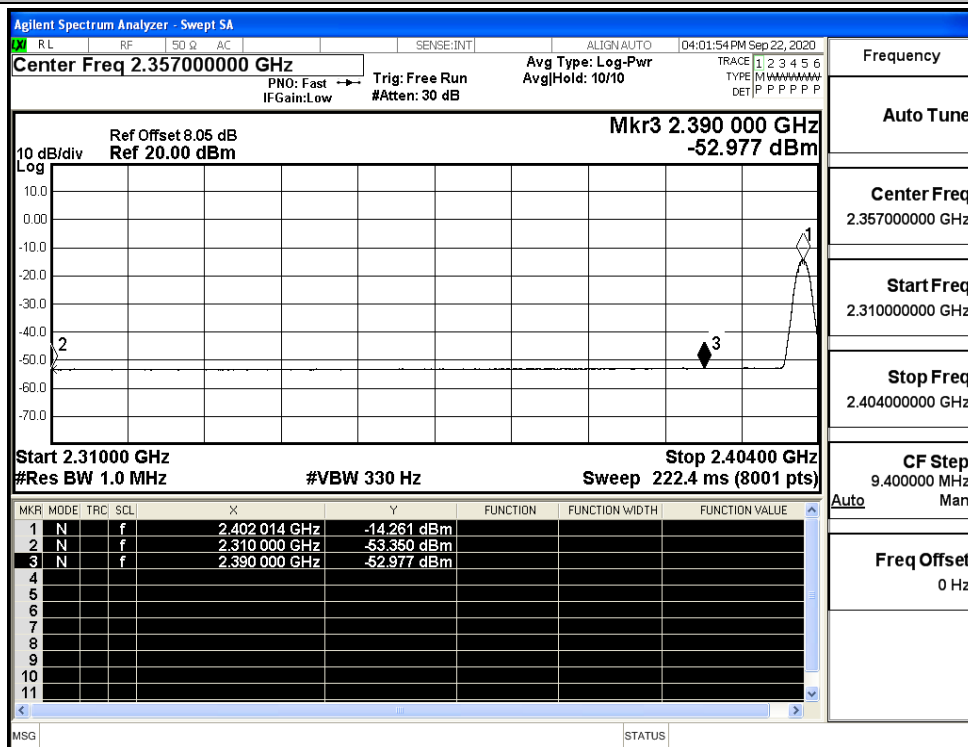 Agilent Spectrum Analyzer - Swept SA
LXI RL RF 50 Ω AC SENSE:INT ALIGN AUTO 04:01:54 PM Sep 22, 2020
Center Freq 2.357000000 GHz
PNO: Fast
IFGain:Low
Trig: Free Run
#Atten: 30 dB
Avg Type: Log-Pwr
Avg|Hold: 10/10
TRACE 1 2 3 4 5 6
TYPE M WWWWW
DET P P P P P P
Ref Offset 8.05 dB
10 dB/div Ref 20.00 dBm
Log
Mkr3 2.390 000 GHz
-52.977 dBm
10.0
0.00
-10.0
-20.0
-30.0
-40.0
-50.0
-60.0
-70.0
1
2
3
Start 2.31000 GHz Stop 2.40400 GHz
#Res BW 1.0 MHz #VBW 330 Hz Sweep 222.4 ms (8001 pts)
MKR MODE TRC SCL X Y FUNCTION FUNCTION WIDTH FUNCTION VALUE
1 N f 2.402 014 GHz -14.261 dBm
2 N f 2.310 000 GHz -53.350 dBm
3 N f 2.390 000 GHz -52.977 dBm
4
5
6
7
8
9
10
11
MSG STATUS
Frequency
Auto Tune
Center Freq
2.357000000 GHz
Start Freq
2.310000000 GHz
Stop Freq
2.404000000 GHz
CF Step
9.400000 MHz
Auto Man
Freq Offset
0 Hz